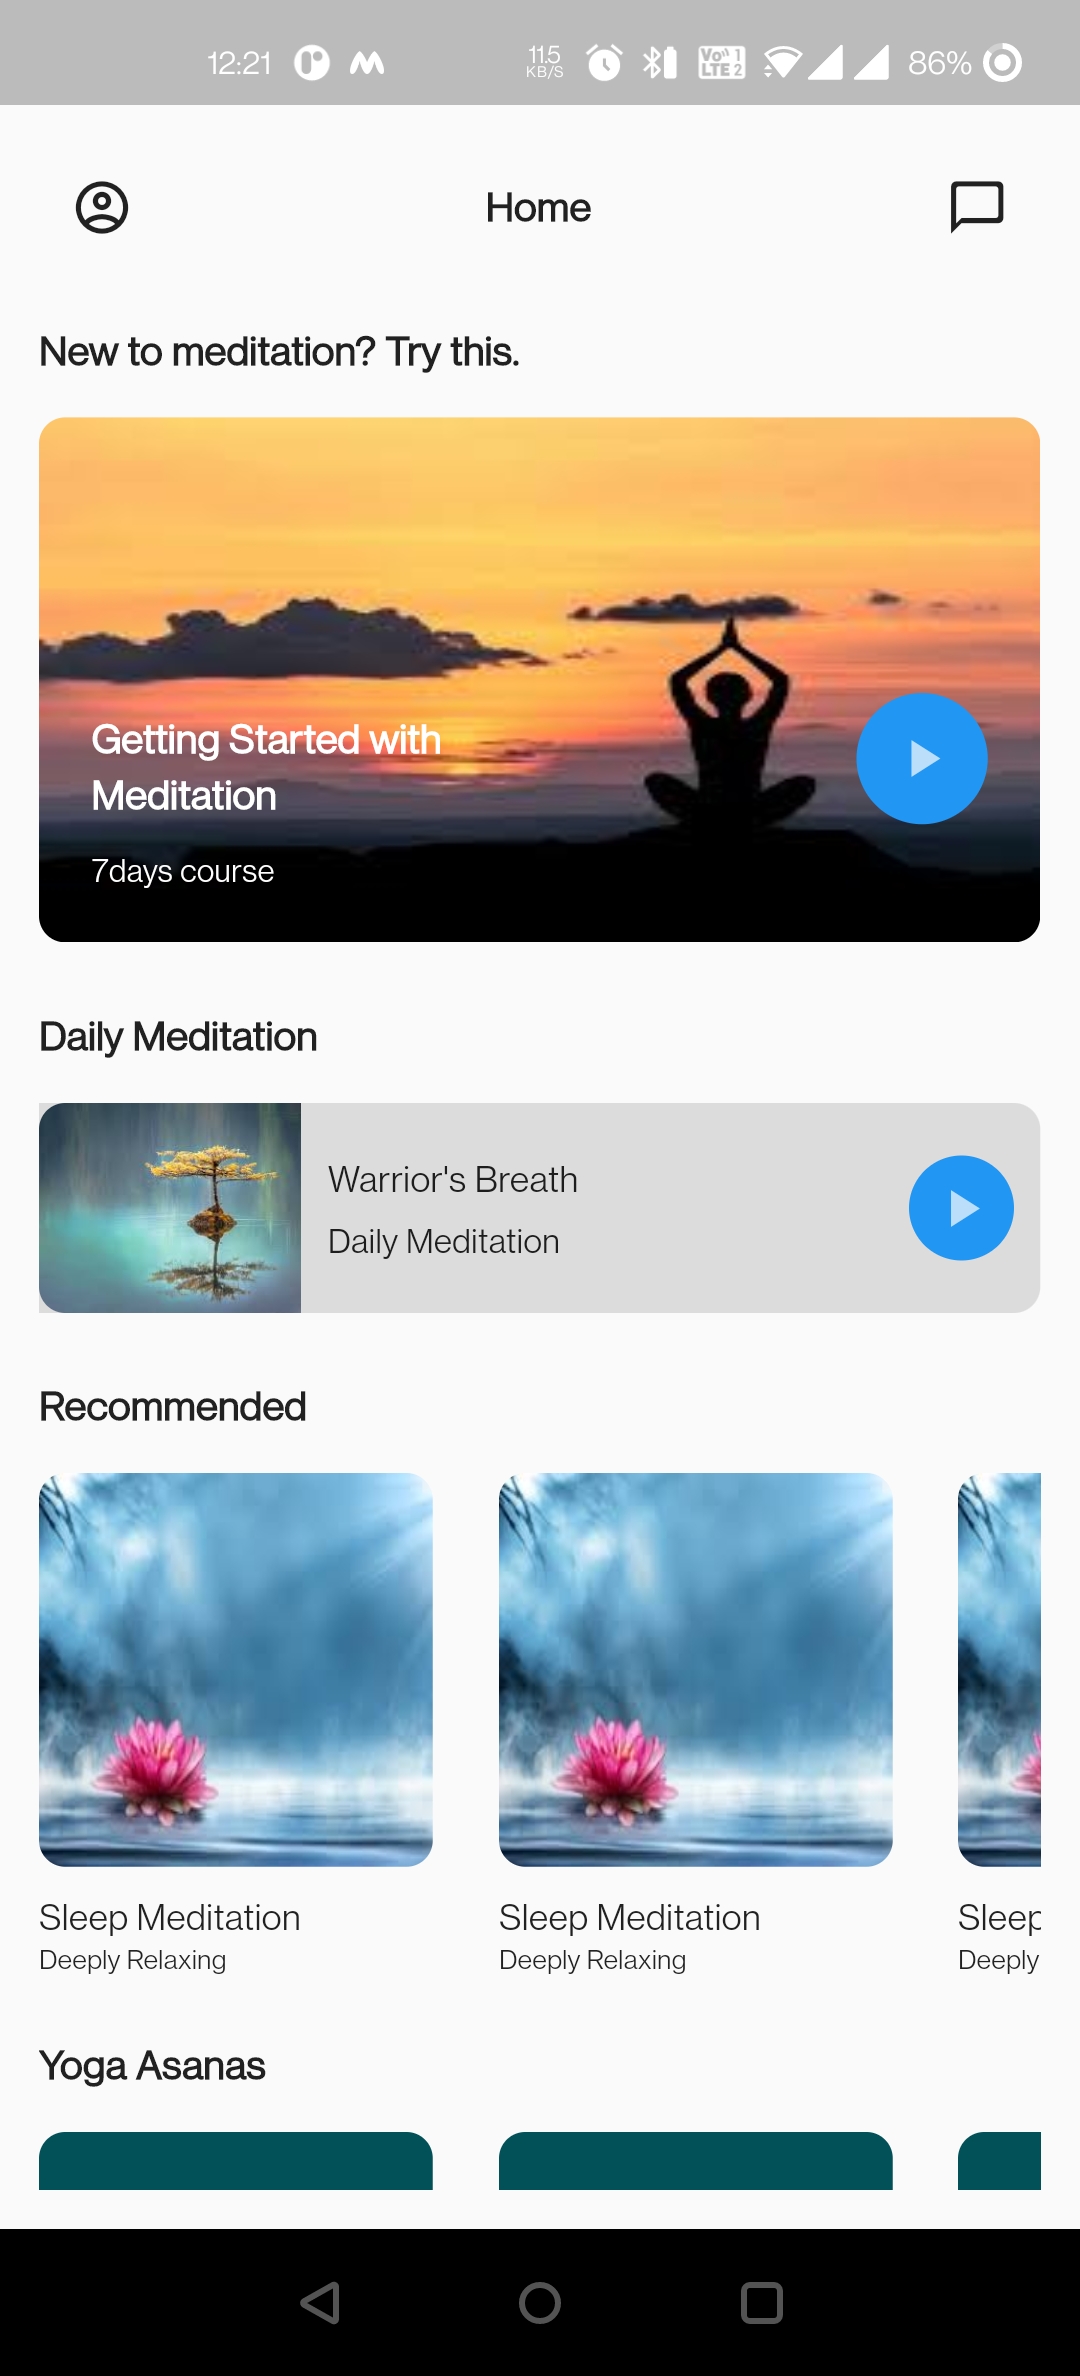 12:21
11.5
KB/S
Vo 1
LTE 2
86%
Home
New to meditation? Try this.
Getting Started with
Meditation
7days course
Daily Meditation
Warrior's Breath
Daily Meditation
Recommended
Sleep Meditation
Deeply Relaxing
Sleep Meditation
Deeply Relaxing
Sleep
Deeply
Yoga Asanas